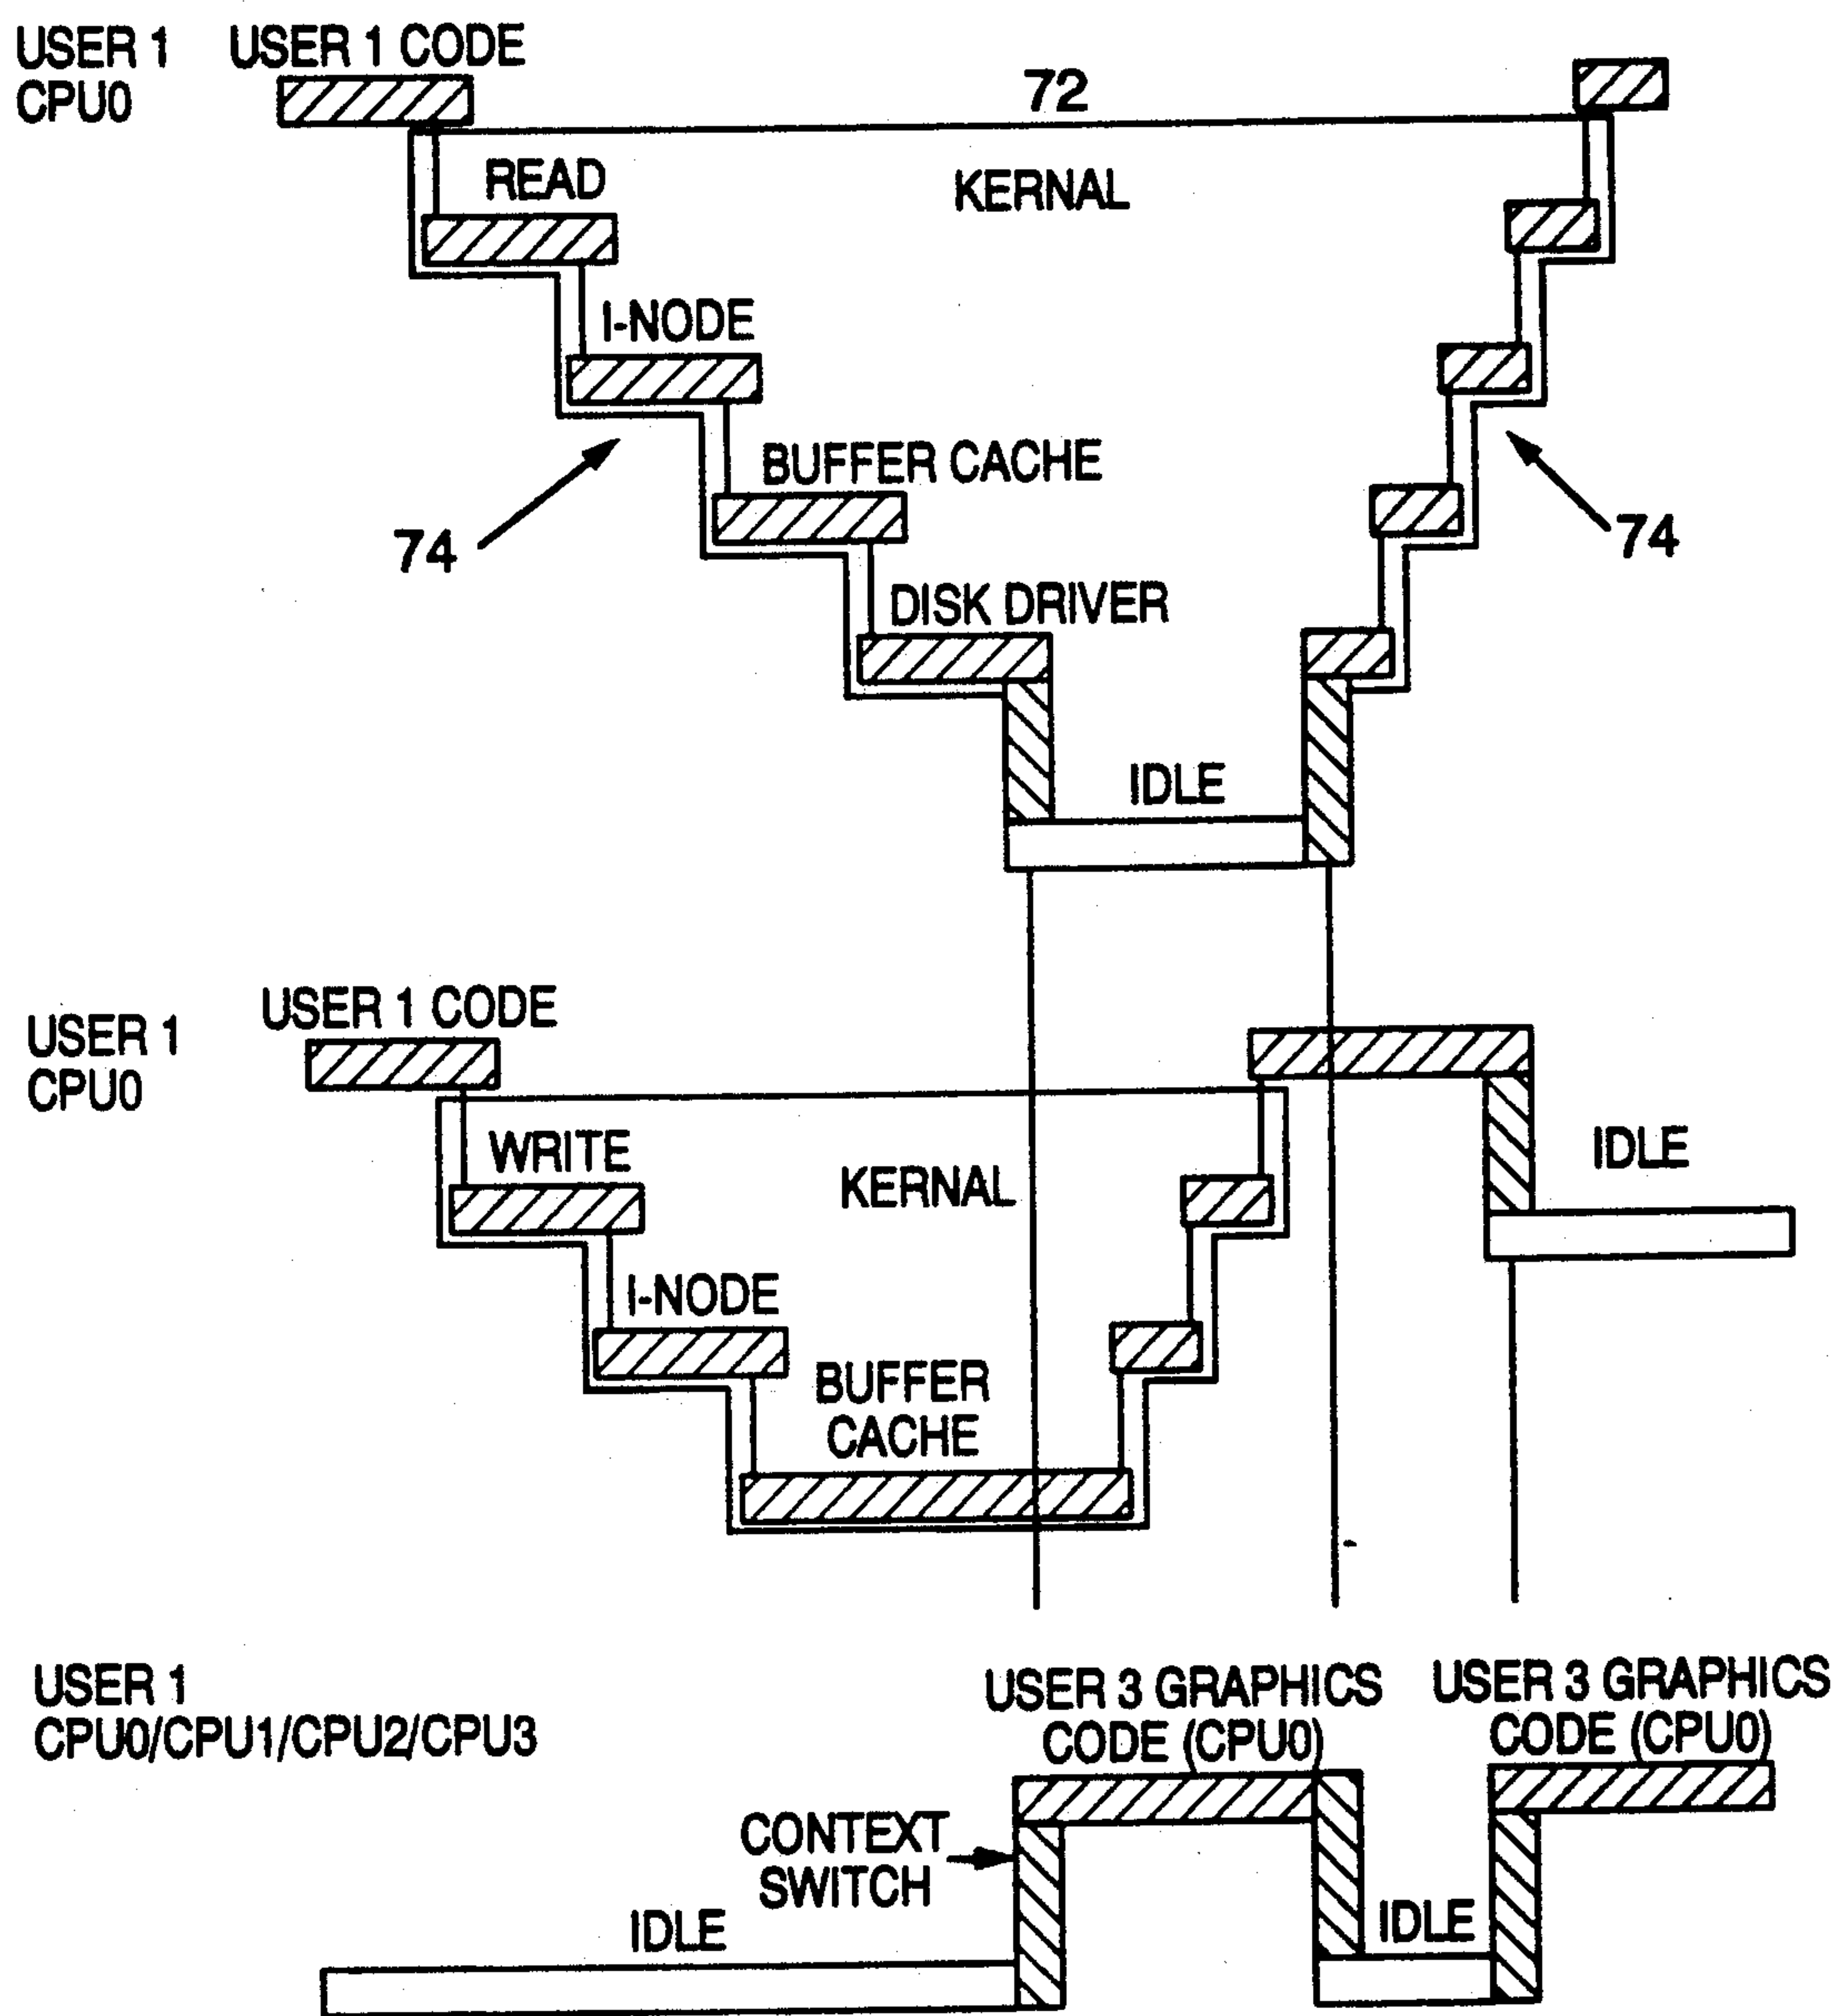 USER 1
CPU0
USER 1 CODE
72
READ
KERNAL
I-NODE
BUFFER CACHE
74
74
DISK DRIVER
IDLE
USER 1
CPU0
USER 1 CODE
WRITE
KERNAL
IDLE
I-NODE
BUFFER
CACHE
USER 1
CPU0/CPU1/CPU2/CPU3
USER 3 GRAPHICS
CODE (CPU0)
USER 3 GRAPHICS
CODE (CPU0)
CONTEXT
SWITCH
IDLE
IDLE